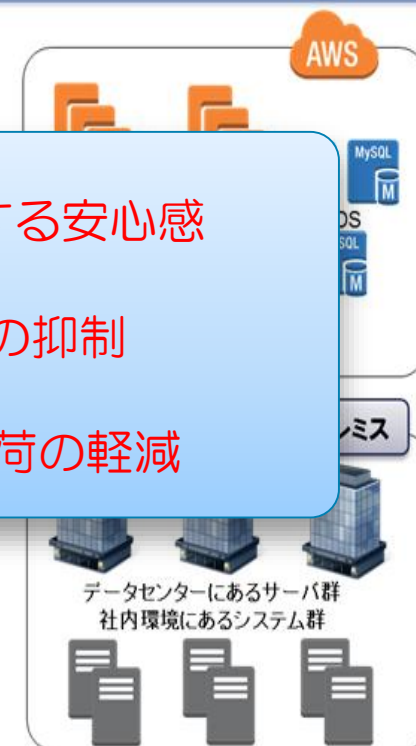 AWS
MySQL
M
する安心感
DS
SQL
M
の抑制
荷の軽減
レミス
データセンターにあるサーバ群
社内環境にあるシステム群